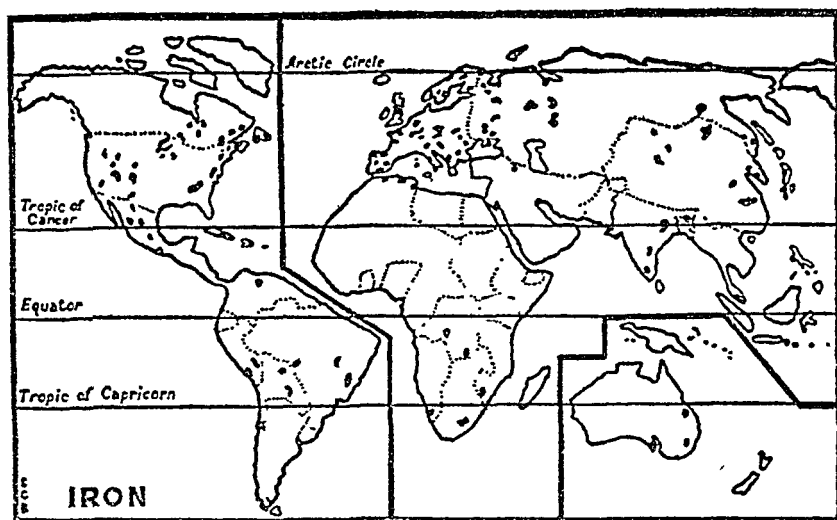 Arctic Circle
Tropic of
Cancer
Equator
Tropic of Capricorn
IRON